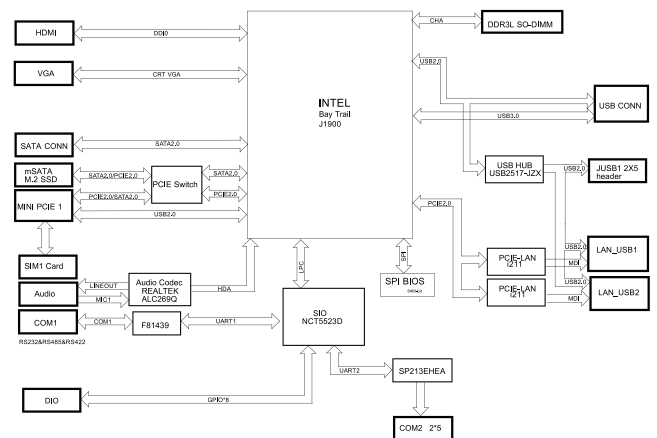 HDMI
DDI0
VGA
CRT VGA
SATA CONN
SATA2.0
mSATA
M.2 SSD
SATA2.0/PCIE2.0
PCIE Switch
SATA2.0
MINI PCIE 1
PCIE2.0/SATA2.0
PCIE2.0
USB2.0
SIM1 Card
Audio
LINEOUT
MIC1
Audio Codec
REALTEK
ALC269Q
HDA
COM1
COM1
F81439
UART1
RS232&RS485&RS422
DIO
GPIO*8
INTEL
Bay Trail
J1900
LPC
SPI
SPI BIOS
SIO
NCT5523D
UART2
SP213EHEA
COM2 2*5
CHA
DDR3L SO-DIMM
USB2.0
USB3.0
USB CONN
USB HUB
USB2517-JZX
USB2.0
JUSB1 2X5
header
PCIE2.0
PCIE-LAN
i211
USB2.0
MDI
LAN_USB1
PCIE-LAN
i211
USB2.0
MDI
LAN_USB2